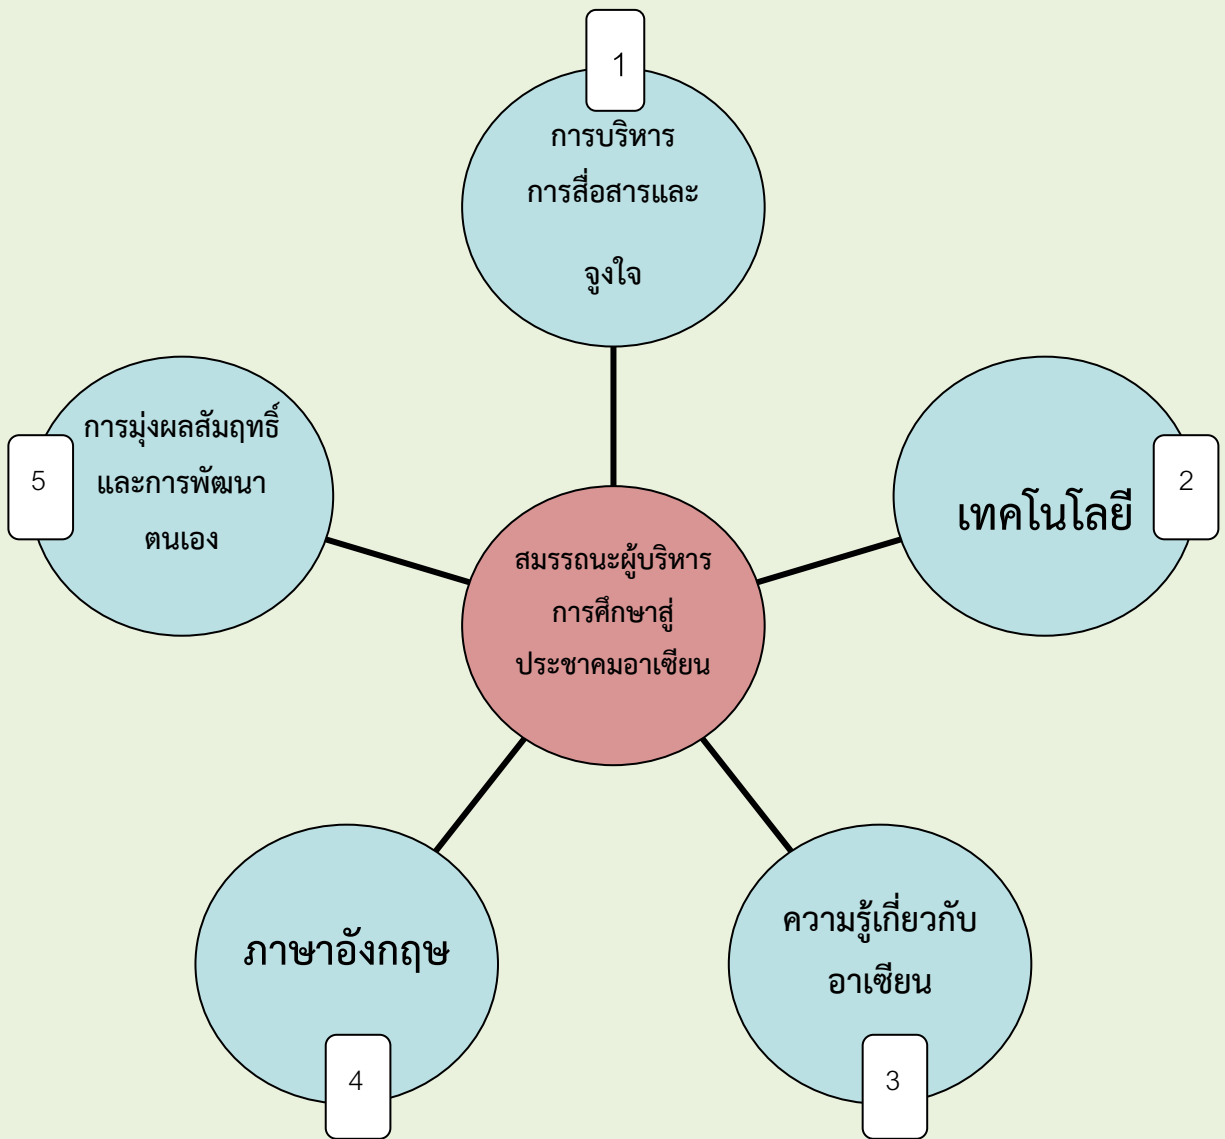 1
การบริหาร
การสื่อสารและ
จูงใจ
2
เทคโนโลยี
3
ความรู้เกี่ยวกับ
อาเซียน
4
ภาษาอังกฤษ
5
การมุ่งผลสัมฤทธิ์
และการพัฒนา
ตนเอง
สมรรถนะผู้บริหาร
การศึกษาสู่
ประชาคมอาเซียน